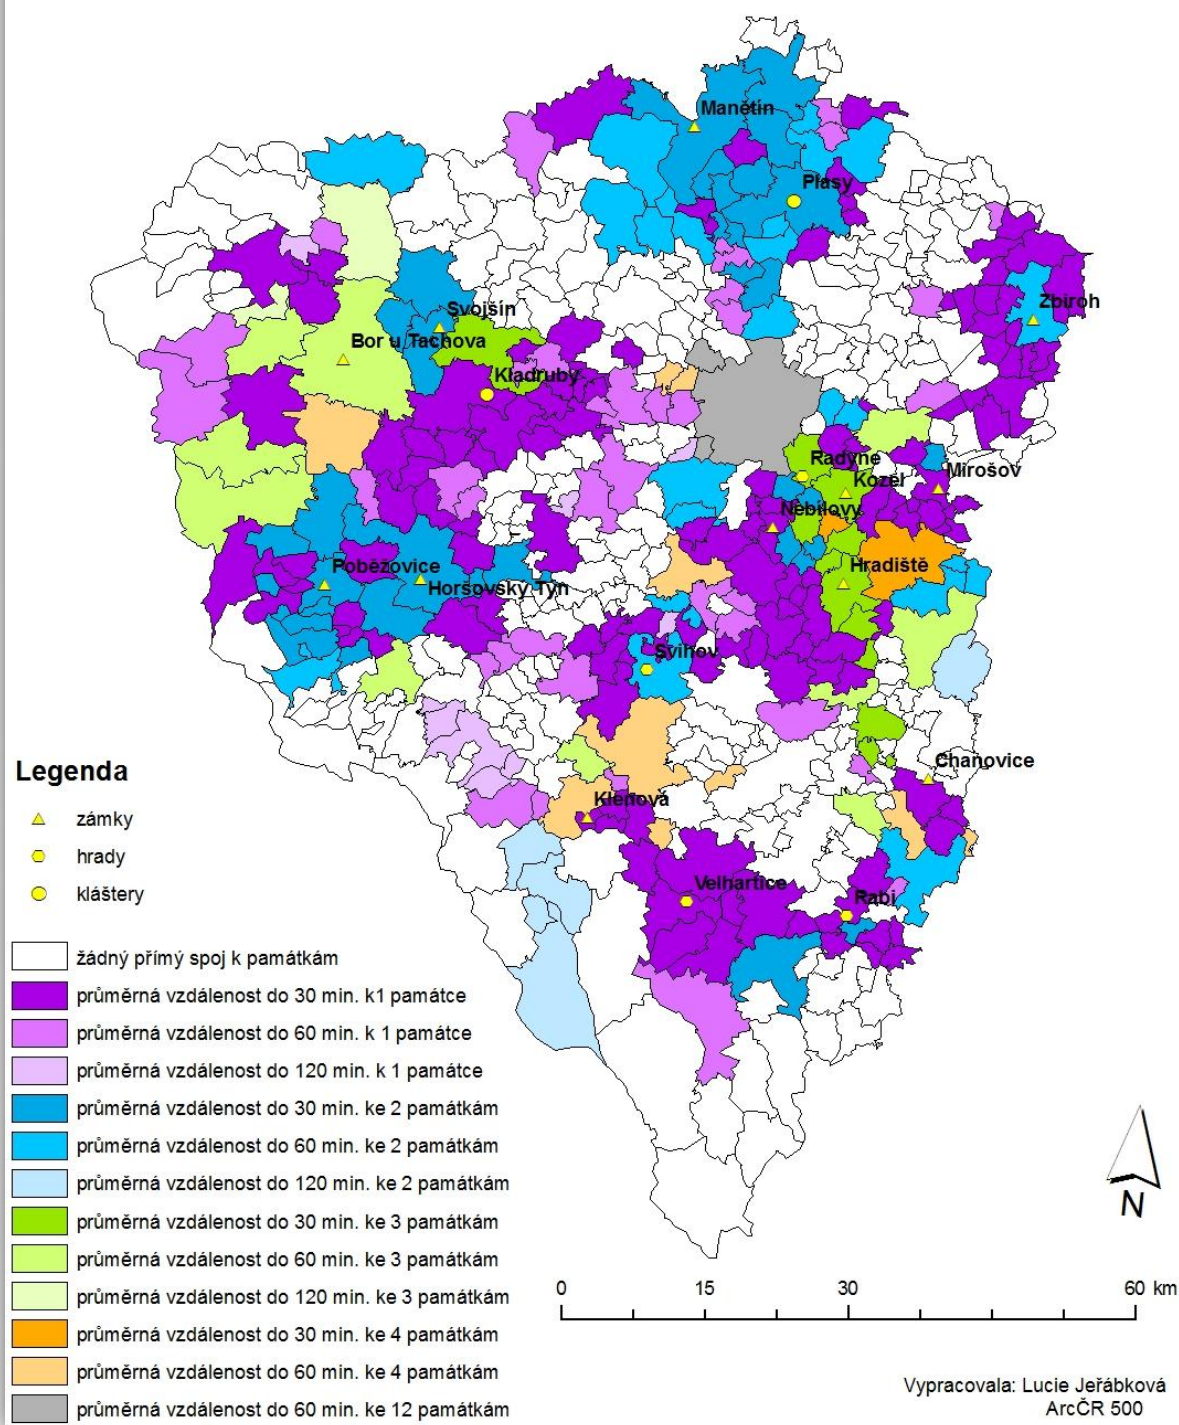 Manětín
Plasy
Zbiroh
Svojšín
Bor u Tachova
Kladruby
Radyně
Kozel
Mirošov
Nebílovy
Hradiště
Poběžovice
Horšovský Týn
Švihov
Chanovice
Klenová
Velhartice
Rabí
Legenda
zámky
hrady
kláštery
žádný přímý spoj k památkám
průměrná vzdálenost do 30 min. k1 památce
průměrná vzdálenost do 60 min. k 1 památce
průměrná vzdálenost do 120 min. k 1 památce
průměrná vzdálenost do 30 min. ke 2 památkám
průměrná vzdálenost do 60 min. ke 2 památkám
průměrná vzdálenost do 120 min. ke 2 památkám
průměrná vzdálenost do 30 min. ke 3 památkám
průměrná vzdálenost do 60 min. ke 3 památkám
průměrná vzdálenost do 120 min. ke 3 památkám
průměrná vzdálenost do 30 min. ke 4 památkám
průměrná vzdálenost do 60 min. ke 4 památkám
průměrná vzdálenost do 60 min. ke 12 památkám
N
0 15 30 60 km
Vypracovala: Lucie Jeřábková
ArcČR 500